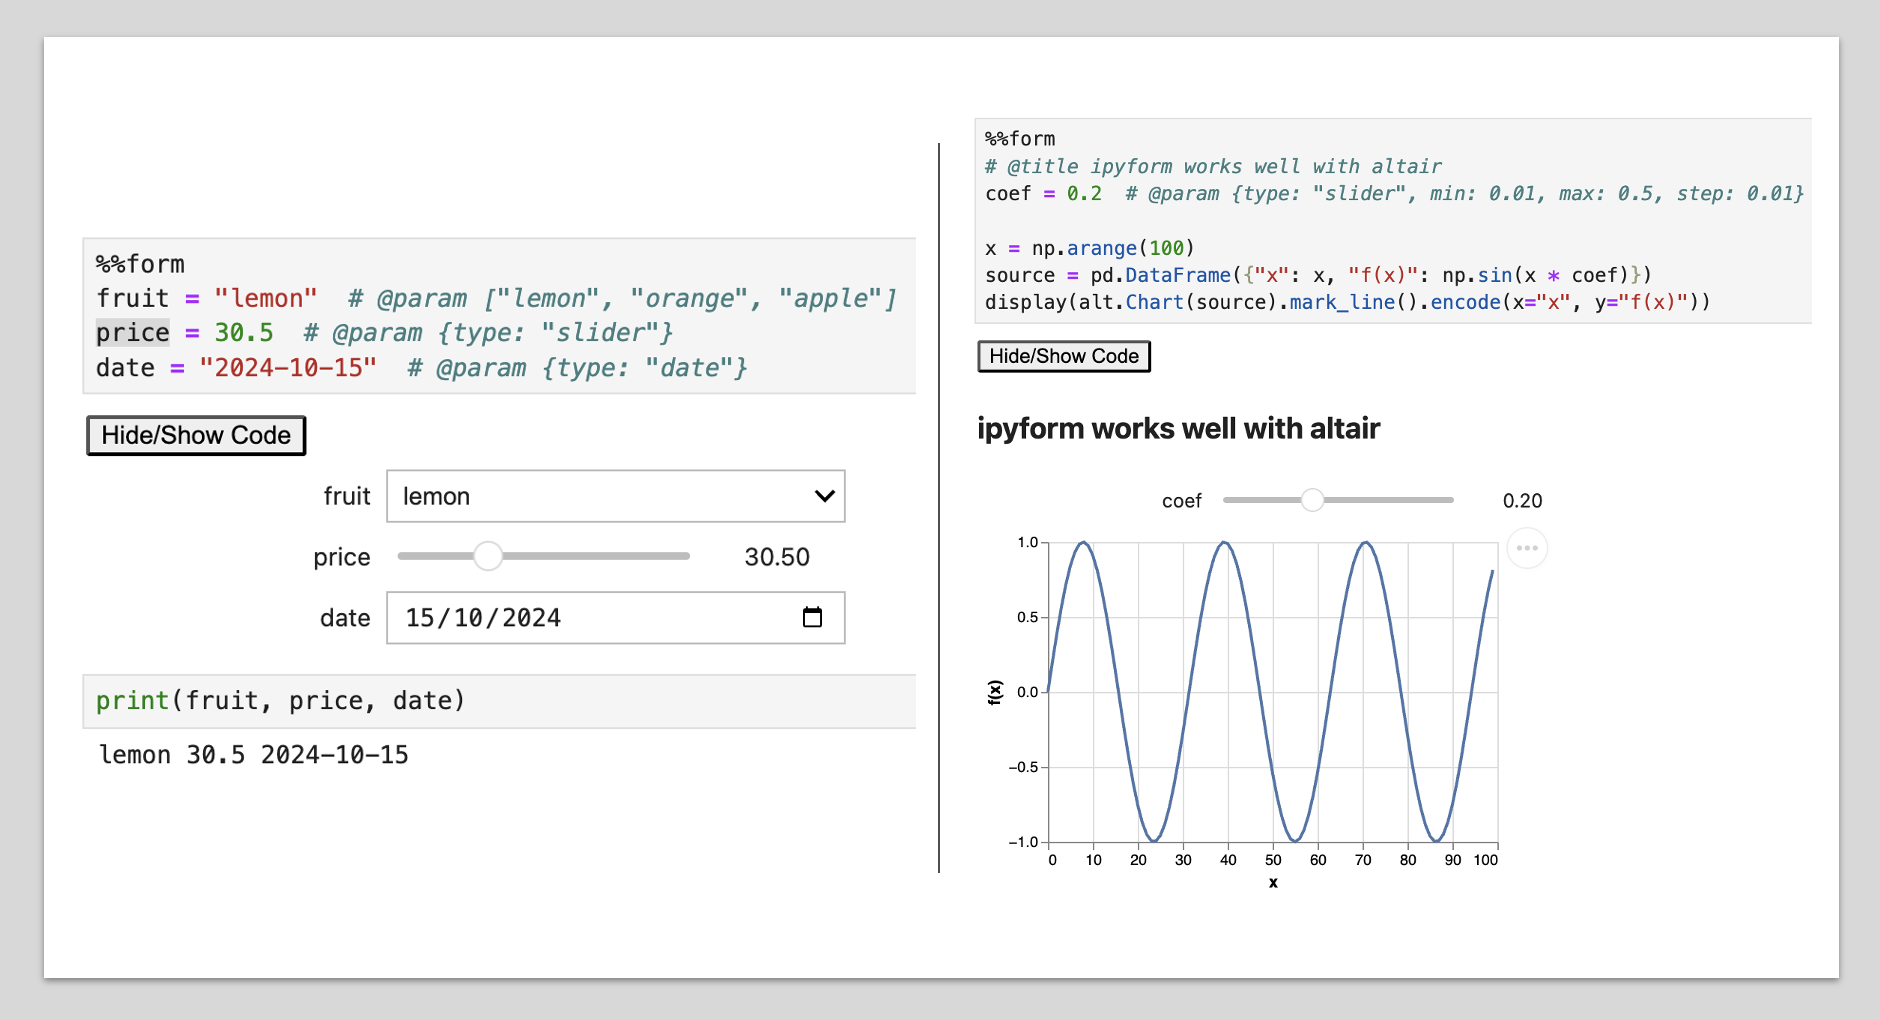 %%form
fruit = "lemon"  # @param ["lemon", "orange", "apple"]
price = 30.5  # @param {type: "slider"}
date = "2024-10-15"  # @param {type: "date"}
Hide/Show Code
fruit lemon
price 30.50
date 15/10/2024
print(fruit, price, date)
lemon 30.5 2024-10-15
%%form
# @title ipyform works well with altair
coef = 0.2  # @param {type: "slider", min: 0.01, max: 0.5, step: 0.01}
x = np.arange(100)
source = pd.DataFrame({"x": x, "f(x)": np.sin(x * coef)})
display(alt.Chart(source).mark_line().encode(x="x", y="f(x)"))
Hide/Show Code
ipyform works well with altair
coef 0.20
1.0
0.5
0.0
-0.5
-1.0
f(x)
0 10 20 30 40 50 60 70 80 90 100
x